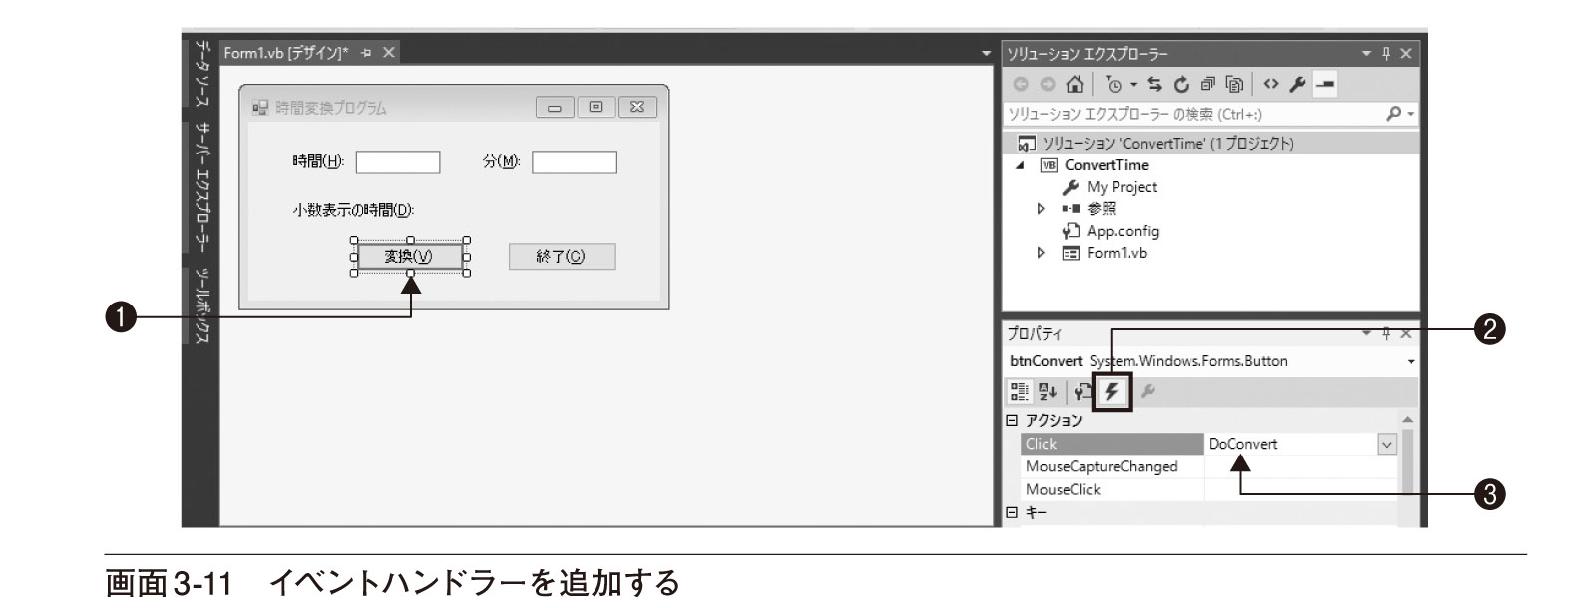 データソース
サーバー エクスプローラー
ツールボックス
Form1.vb [デザイン]*
時間変換プログラム
時間(H):
分(M):
小数表示の時間(D):
変換(V)
終了(C)
❶
ソリューション エクスプローラー
ソリューション エクスプローラー の検索 (Ctrl+:)
ソリューション 'ConvertTime' (1 プロジェクト)
VB ConvertTime
My Project
参照
App.config
Form1.vb
プロパティ
❷
btnConvert System.Windows.Forms.Button
アクション
Click DoConvert
MouseCaptureChanged
MouseClick
❸
キー
画面3-11 イベントハンドラーを追加する